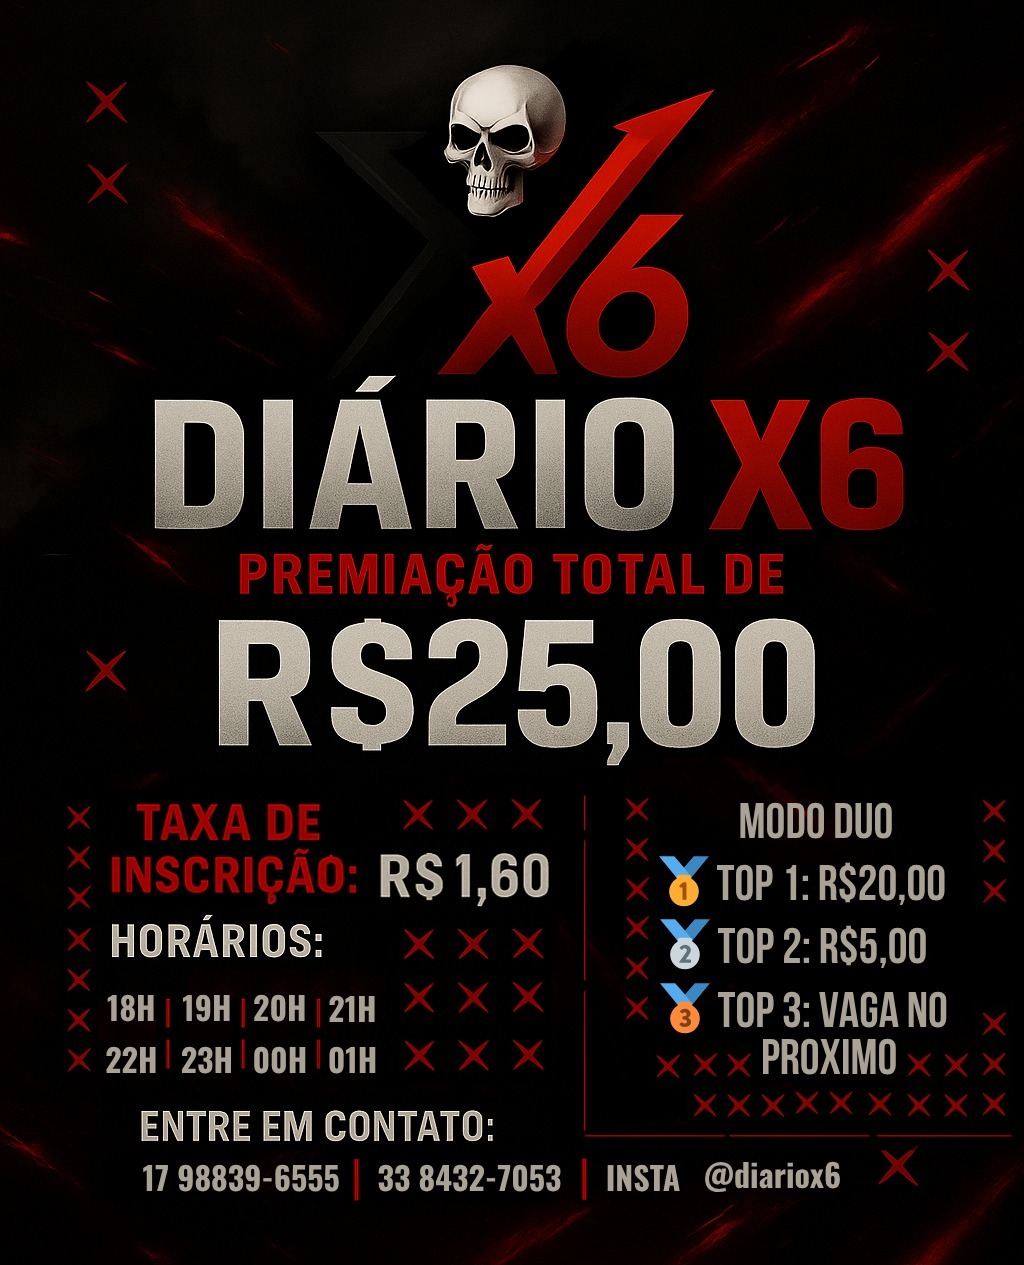 x6
DIÁRIO X6
PREMIAÇÃO TOTAL DE
R$25,00
TAXA DE
INSCRIÇÃO: R$ 1,60
HORÁRIOS:
18H | 19H | 20H | 21H
22H | 23H | 00H | 01H
MODO DUO
1 TOP 1: R$20,00
2 TOP 2: R$5,00
3 TOP 3: VAGA NO
PROXIMO
ENTRE EM CONTATO:
17 98839-6555 | 33 8432-7053 | INSTA @diariox6